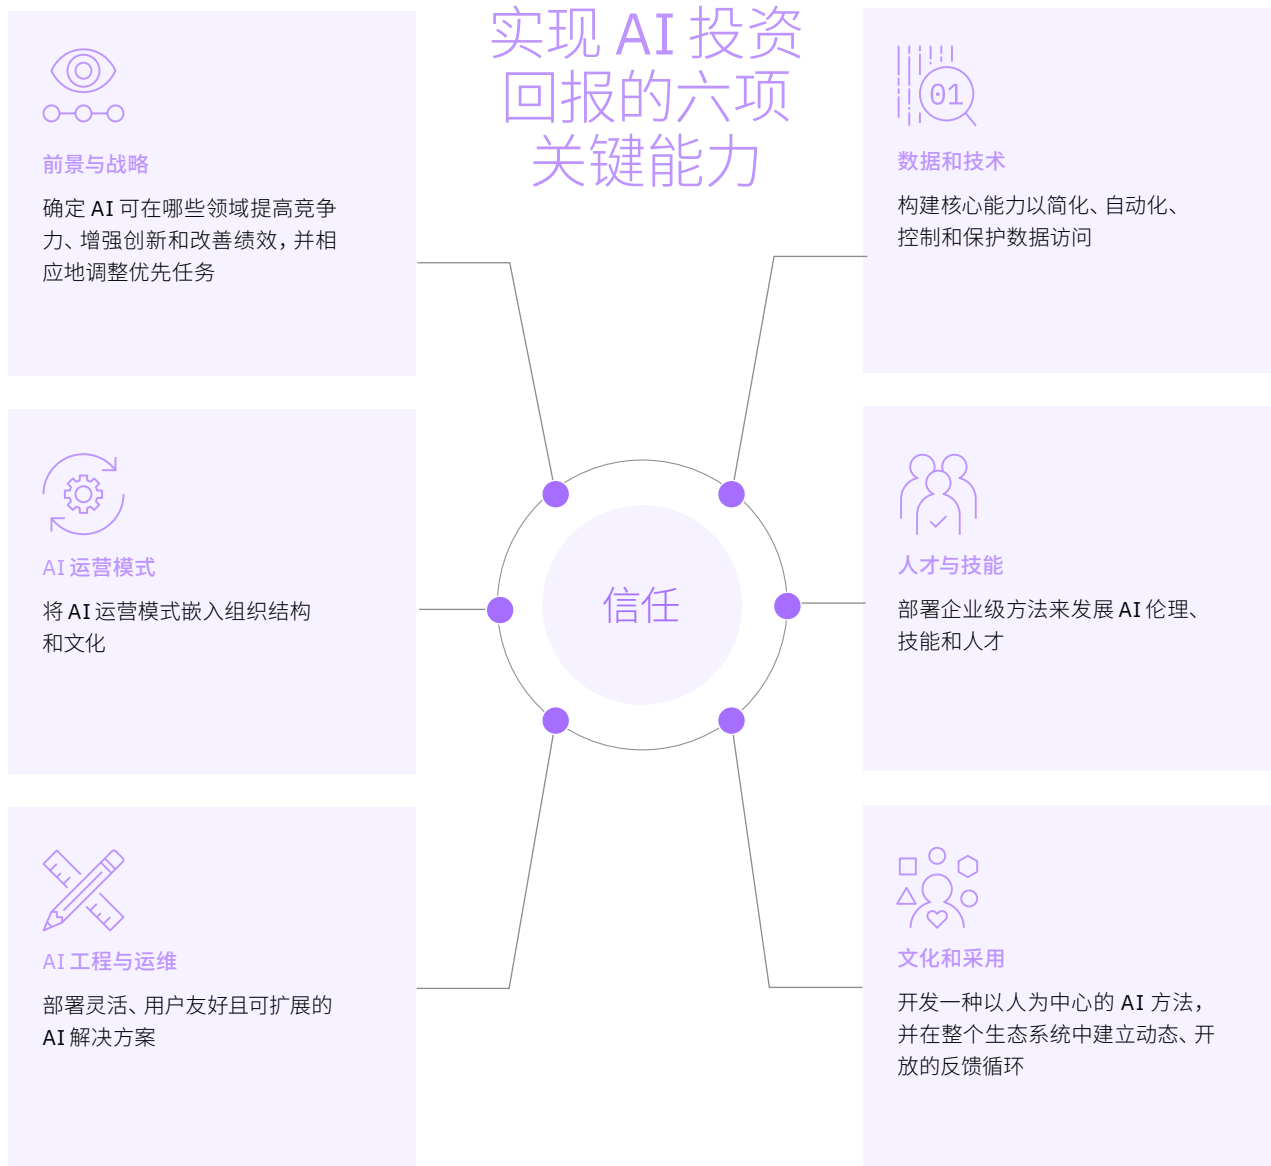 实现 AI 投资
回报的六项
关键能力
前景与战略
确定 AI 可在哪些领域提高竞争
力、增强创新和改善绩效，并相
应地调整优先任务
数据和技术
构建核心能力以简化、自动化、
控制和保护数据访问
01
AI 运营模式
将 AI 运营模式嵌入组织结构
和文化
信任
人才与技能
部署企业级方法来发展 AI 伦理、
技能和人才
AI 工程与运维
部署灵活、用户友好且可扩展的
AI 解决方案
文化和采用
开发一种以人为中心的 AI 方法，
并在整个生态系统中建立动态、开
放的反馈循环